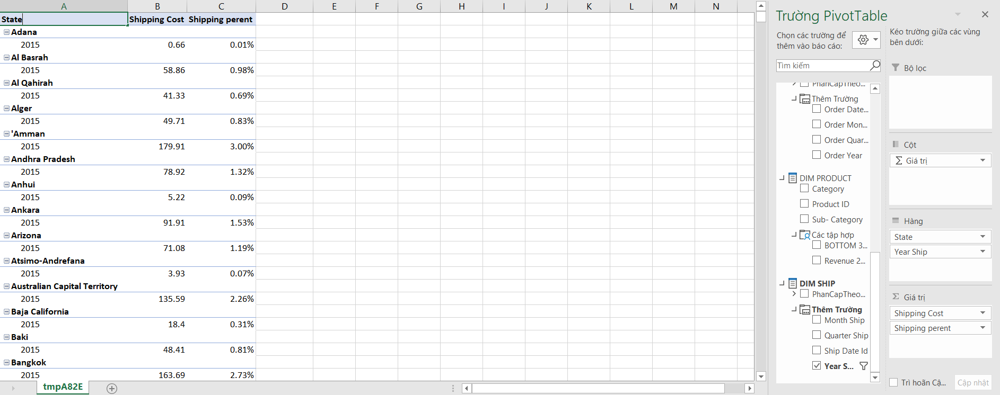 A B C D E F G H I J K L M N
State Shipping Cost Shipping perent
Adana
2015 0.66 0.01%
Al Basrah
2015 58.86 0.98%
Al Qahirah
2015 41.33 0.69%
Alger
2015 49.71 0.83%
'Amman
2015 179.91 3.00%
Andhra Pradesh
2015 78.92 1.32%
Anhui
2015 5.22 0.09%
Ankara
2015 91.91 1.53%
Arizona
2015 71.08 1.19%
Atsimo-Andrefana
2015 3.93 0.07%
Australian Capital Territory
2015 135.59 2.26%
Baja California
2015 18.4 0.31%
Baki
2015 48.41 0.81%
Bangkok
2015 163.69 2.73%
tmpA82E
Trường PivotTable
Chọn các trường để
thêm vào báo cáo:
Tìm kiếm
PhanCapTheo...
Thêm Trường
Order Date...
Order Mon...
Order Quar...
Order Year
DIM PRODUCT
Category
Product ID
Sub- Category
Các tập hợp
BOTTOM 3...
Revenue 2...
DIM SHIP
PhanCapTheo...
Thêm Trường
Month Ship
Quarter Ship
Ship Date Id
Year S...
Kéo trường giữa các vùng
bên dưới:
Bộ lọc
Cột
Σ Giá trị
Hàng
State
Year Ship
Σ Giá trị
Shipping Cost
Shipping perent
Trì hoãn Cậ... Cập nhật